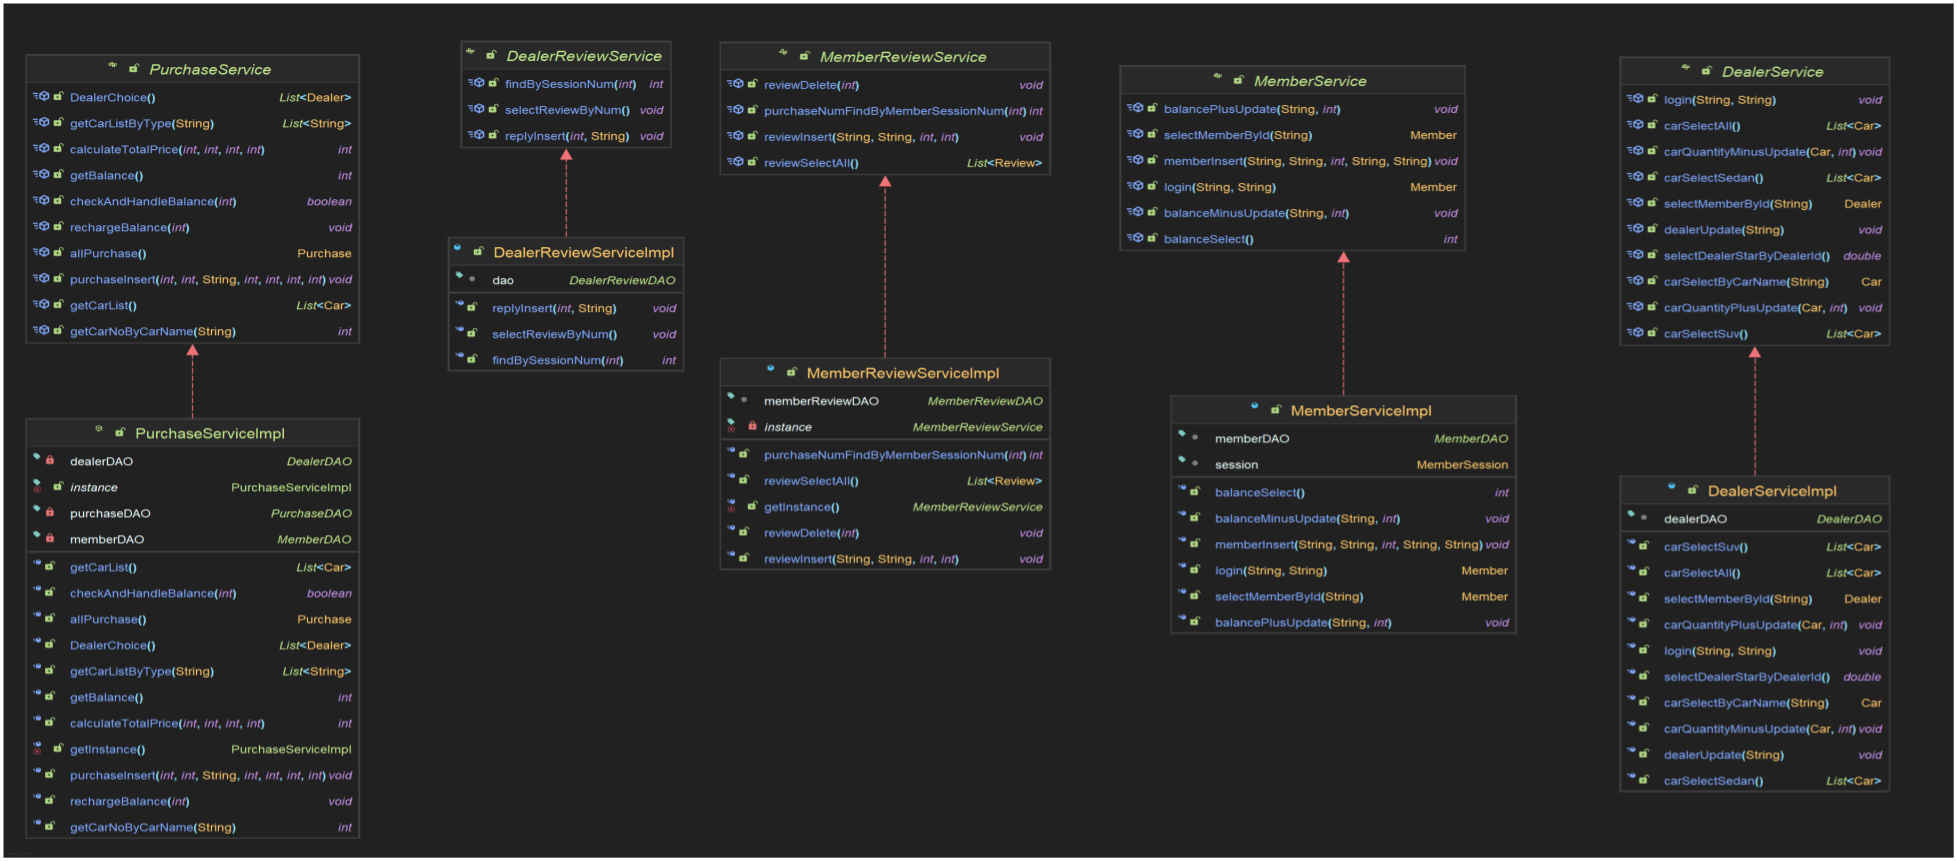 PurchaseService
DealerChoice() List<Dealer>
getCarListByType(String) List<String>
calculateTotalPrice(int, int, int, int) int
getBalance() int
checkAndHandleBalance(int) boolean
rechargeBalance(int) void
allPurchase() Purchase
purchaseInsert(int, int, String, int, int, int, int) void
getCarList() List<Car>
getCarNoByCarName(String) int
PurchaseServiceImpl
dealerDAO DealerDAO
instance PurchaseServiceImpl
purchaseDAO PurchaseDAO
memberDAO MemberDAO
getCarList() List<Car>
checkAndHandleBalance(int) boolean
allPurchase() Purchase
DealerChoice() List<Dealer>
getCarListByType(String) List<String>
getBalance() int
calculateTotalPrice(int, int, int, int) int
getInstance() PurchaseServiceImpl
purchaseInsert(int, int, String, int, int, int, int) void
rechargeBalance(int) void
getCarNoByCarName(String) int
DealerReviewService
findBySessionNum(int) int
selectReviewByNum() void
replyInsert(int, String) void
DealerReviewServiceImpl
dao DealerReviewDAO
replyInsert(int, String) void
selectReviewByNum() void
findBySessionNum(int) int
MemberReviewService
reviewDelete(int) void
purchaseNumFindByMemberSessionNum(int) int
reviewInsert(String, String, int, int) void
reviewSelectAll() List<Review>
MemberReviewServiceImpl
memberReviewDAO MemberReviewDAO
instance MemberReviewService
purchaseNumFindByMemberSessionNum(int) int
reviewSelectAll() List<Review>
getInstance() MemberReviewService
reviewDelete(int) void
reviewInsert(String, String, int, int) void
MemberService
balancePlusUpdate(String, int) void
selectMemberById(String) Member
memberInsert(String, String, int, String, String) void
login(String, String) Member
balanceMinusUpdate(String, int) void
balanceSelect() int
MemberServiceImpl
memberDAO MemberDAO
session MemberSession
balanceSelect() int
balanceMinusUpdate(String, int) void
memberInsert(String, String, int, String, String) void
login(String, String) Member
selectMemberById(String) Member
balancePlusUpdate(String, int) void
DealerService
login(String, String) void
carSelectAll() List<Car>
carQuantityMinusUpdate(Car, int) void
carSelectSedan() List<Car>
selectMemberById(String) Dealer
dealerUpdate(String) void
selectDealerStarByDealerId() double
carSelectByCarName(String) Car
carQuantityPlusUpdate(Car, int) void
carSelectSuv() List<Car>
DealerServiceImpl
dealerDAO DealerDAO
carSelectSuv() List<Car>
carSelectAll() List<Car>
selectMemberById(String) Dealer
carQuantityPlusUpdate(Car, int) void
login(String, String) void
selectDealerStarByDealerId() double
carSelectByCarName(String) Car
carQuantityMinusUpdate(Car, int) void
dealerUpdate(String) void
carSelectSedan() List<Car>